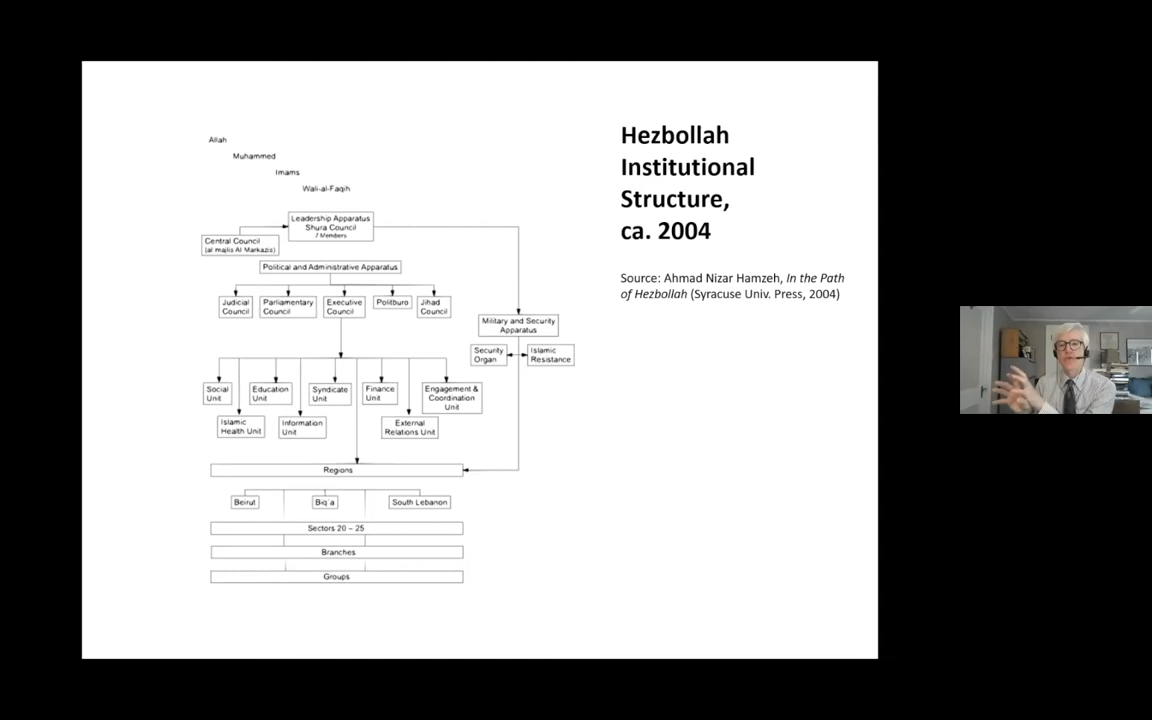 Hezbollah
Institutional
Structure,
ca. 2004
Source: Ahmad Nizar Hamzeh, In the Path
of Hezbollah (Syracuse Univ. Press, 2004)
Allah
Muhammed
Imams
Wali-al-Faqih
Leadership Apparatus
Shura Council
7 Members
Central Council
(al majlis Al Markazis)
Political and Administrative Apparatus
Judicial
Council
Parliamentary
Council
Executive
Council
Politburo
Jihad
Council
Military and Security
Apparatus
Security
Organ
Islamic
Resistance
Social
Unit
Education
Unit
Syndicate
Unit
Finance
Unit
Engagement &
Coordination
Unit
Islamic
Health Unit
Information
Unit
External
Relations Unit
Regions
Beirut
Biq'a
South Lebanon
Sectors 20 – 25
Branches
Groups